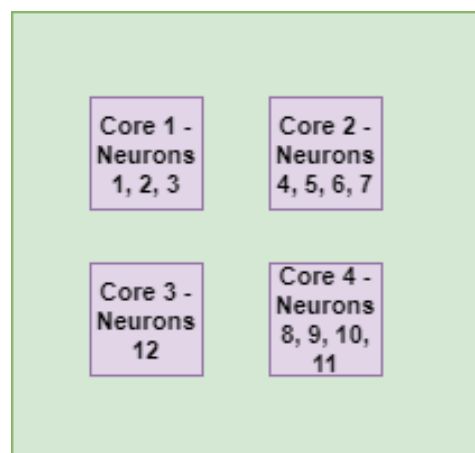 Core 1 -
Neurons
1, 2, 3
Core 2 -
Neurons
4, 5, 6, 7
Core 3 -
Neurons
12
Core 4 -
Neurons
8, 9, 10,
11